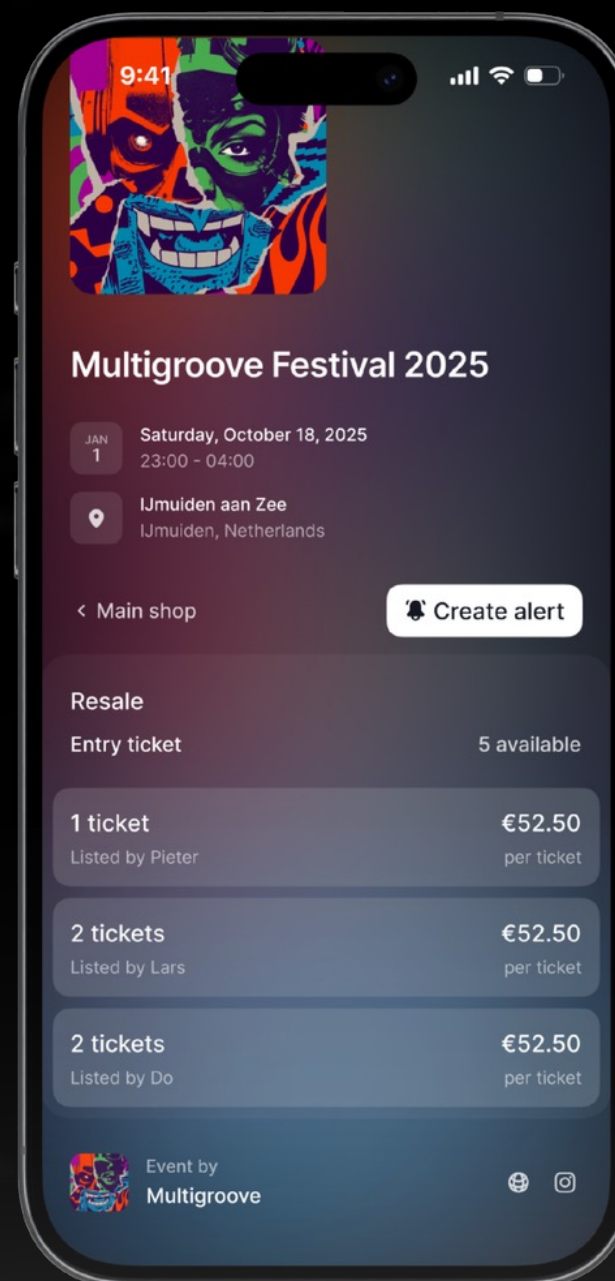 9:41
Multigroove Festival 2025
JAN
1
Saturday, October 18, 2025
23:00 - 04:00
IJmuiden aan Zee
IJmuiden, Netherlands
< Main shop
Create alert
Resale
Entry ticket 5 available
1 ticket €52.50
Listed by Pieter per ticket
2 tickets €52.50
Listed by Lars per ticket
2 tickets €52.50
Listed by Do per ticket
Event by
Multigroove